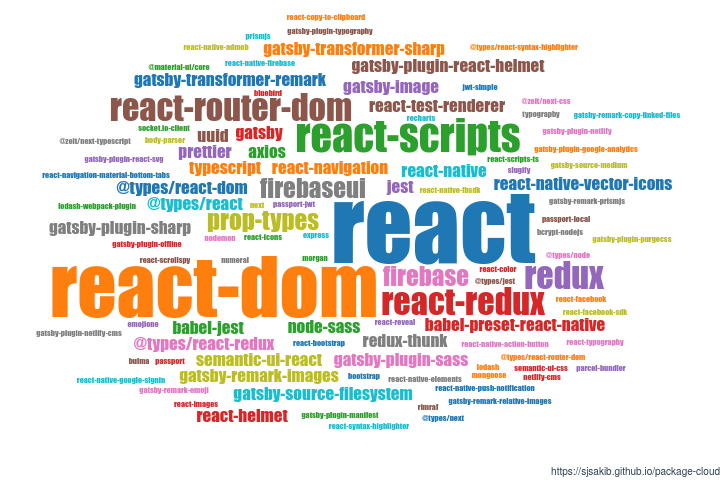 react-copy-to-clipboard
gatsby-plugin-typography
prismjs
react-native-admob gatsby-transformer-sharp @types/react-syntax-highlighter
@material-ui/core react-native-firebase gatsby-plugin-react-helmet
gatsby-transformer-remark gatsby-image jwt-simple
bluebird @zeit/next-css
react-router-dom react-test-renderer typography gatsby-remark-copy-linked-files
recharts
socket.io-client uuid gatsby react-scripts gatsby-plugin-netlify
@zeit/next-typescript body-parser
prettier axios gatsby-plugin-google-analytics
gatsby-plugin-react-svg react-scripts-ts
typescript react-navigation react-native slugify gatsby-source-medium
react-navigation-material-bottom-tabs
@types/react-dom firebaseui jest react-native-fbsdk react-native-vector-icons
lodash-webpack-plugin @types/react next passport-jwt gatsby-remark-prismjs
gatsby-plugin-sharp prop-types react passport-local
nodemon react-icons express bcrypt-nodejs
gatsby-plugin-offline gatsby-plugin-purgecss
react-scrollspy numeral morgan @types/node
react-dom firebase react-color @types/jest redux
react-redux react-facebook
react-facebook-sdk
emojione babel-jest node-sass react-reveal babel-preset-react-native
gatsby-plugin-netlify-cms
@types/react-redux react-bootstrap redux-thunk react-native-action-button react-typography
bulma passport semantic-ui-react gatsby-plugin-sass @types/react-router-dom
lodash semantic-ui-css parcel-bundler
react-native-google-signin gatsby-remark-images bootstrap react-native-elements mongoose netlify-cms
gatsby-remark-emoji gatsby-source-filesystem react-native-push-notification
react-images rimraf gatsby-remark-relative-images
react-helmet gatsby-plugin-manifest @types/next
react-syntax-highlighter
https://sjsakib.github.io/package-cloud